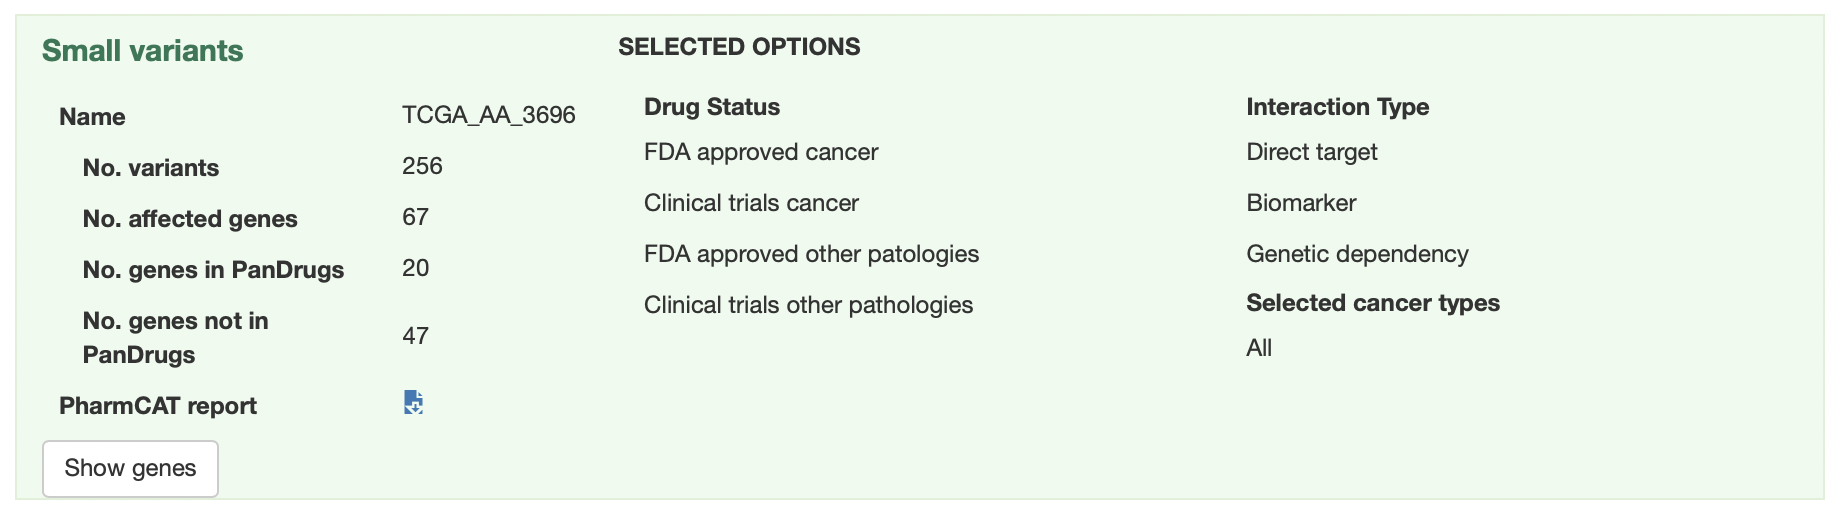 Small variants
Name TCGA_AA_3696
No. variants 256
No. affected genes 67
No. genes in PanDrugs 20
No. genes not in
PanDrugs 47
PharmCAT report
Show genes
SELECTED OPTIONS
Drug Status
FDA approved cancer
Clinical trials cancer
FDA approved other patologies
Clinical trials other pathologies
Interaction Type
Direct target
Biomarker
Genetic dependency
Selected cancer types
All